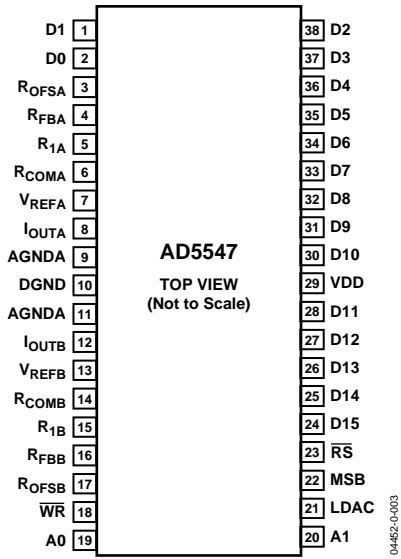 D1 1
D0 2
ROFSA 3
RFBA 4
R1A 5
RCOMA 6
VREFA 7
IOUTA 8
AGNDA 9
DGND 10
AGNDA 11
IOUTB 12
VREFB 13
RCOMB 14
R1B 15
RFBB 16
ROFSB 17
W̅R̅ 18
A0 19
AD5547
TOP VIEW
(Not to Scale)
38 D2
37 D3
36 D4
35 D5
34 D6
33 D7
32 D8
31 D9
30 D10
29 VDD
28 D11
27 D12
26 D13
25 D14
24 D15
23 R̅S̅
22 MSB
21 LDAC
20 A1
04452-0-003